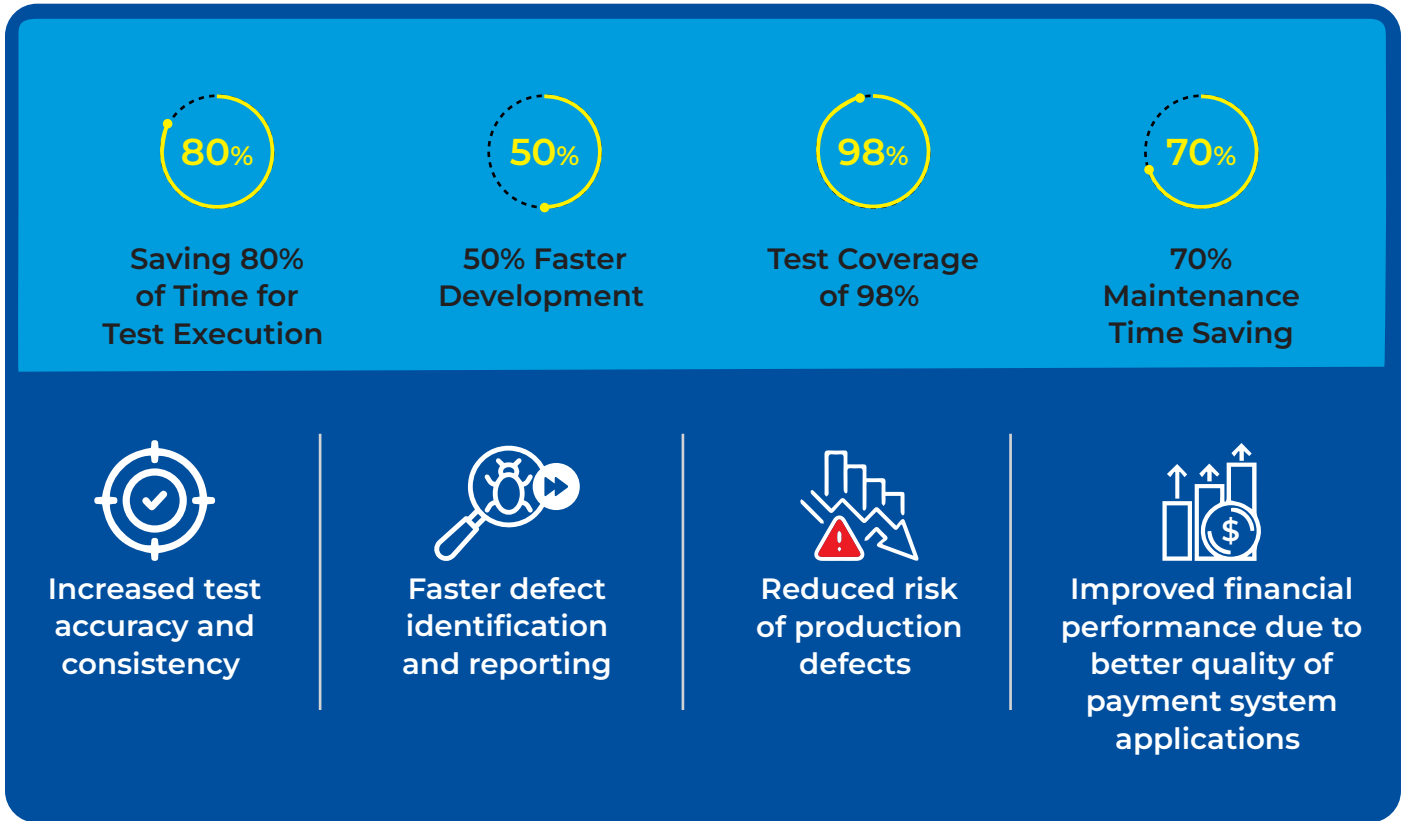 80%
50%
98%
70%
Saving 80%
of Time for
Test Execution
50% Faster
Development
Test Coverage
of 98%
70%
Maintenance
Time Saving
Increased test
accuracy and
consistency
Faster defect
identification
and reporting
Reduced risk
of production
defects
$
Improved financial
performance due to
better quality of
payment system
applications